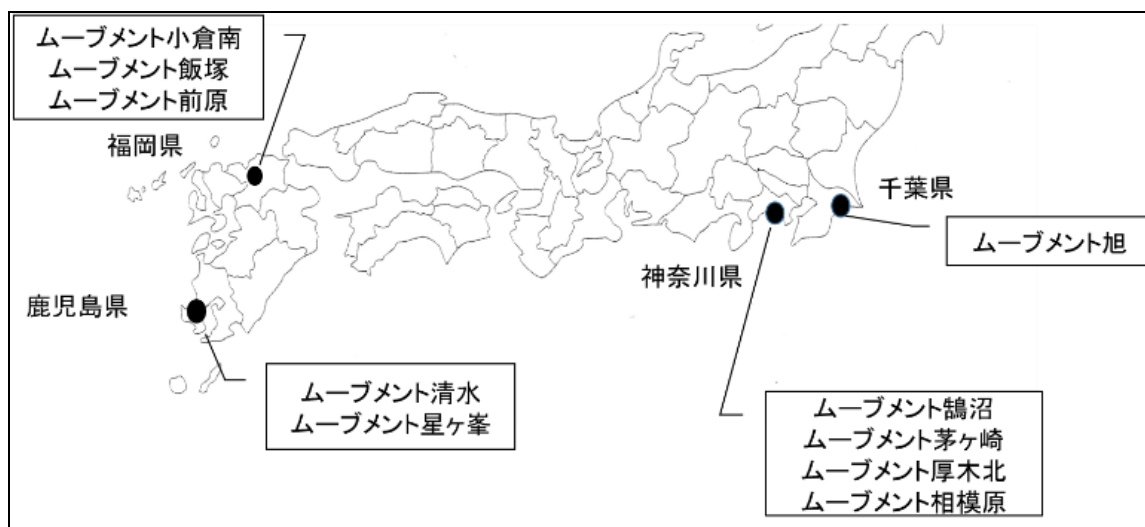 ムーブメント小倉南
ムーブメント飯塚
ムーブメント前原
福岡県
千葉県
ムーブメント旭
神奈川県
鹿児島県
ムーブメント清水
ムーブメント星ヶ峯
ムーブメント鵠沼
ムーブメント茅ヶ崎
ムーブメント厚木北
ムーブメント相模原